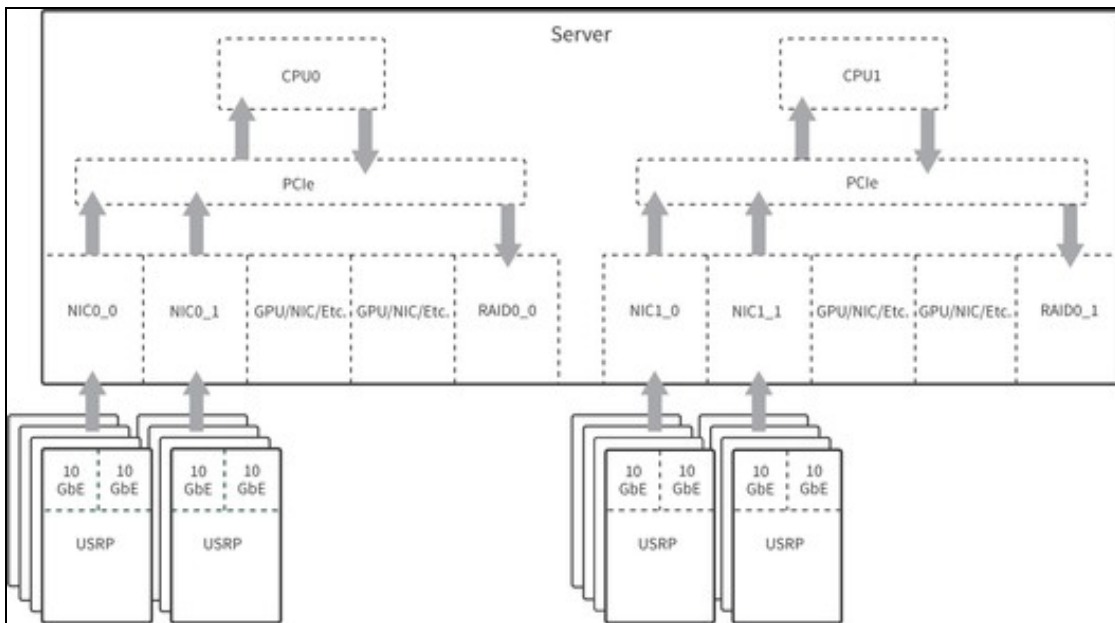 Server
CPU0
CPU1
PCIe
PCIe
NIC0_0
NIC0_1
GPU/NIC/Etc.
GPU/NIC/Etc.
RAID0_0
NIC1_0
NIC1_1
GPU/NIC/Etc.
GPU/NIC/Etc.
RAID0_1
10
GbE
10
GbE
USRP
10
GbE
10
GbE
USRP
10
GbE
10
GbE
USRP
10
GbE
10
GbE
USRP